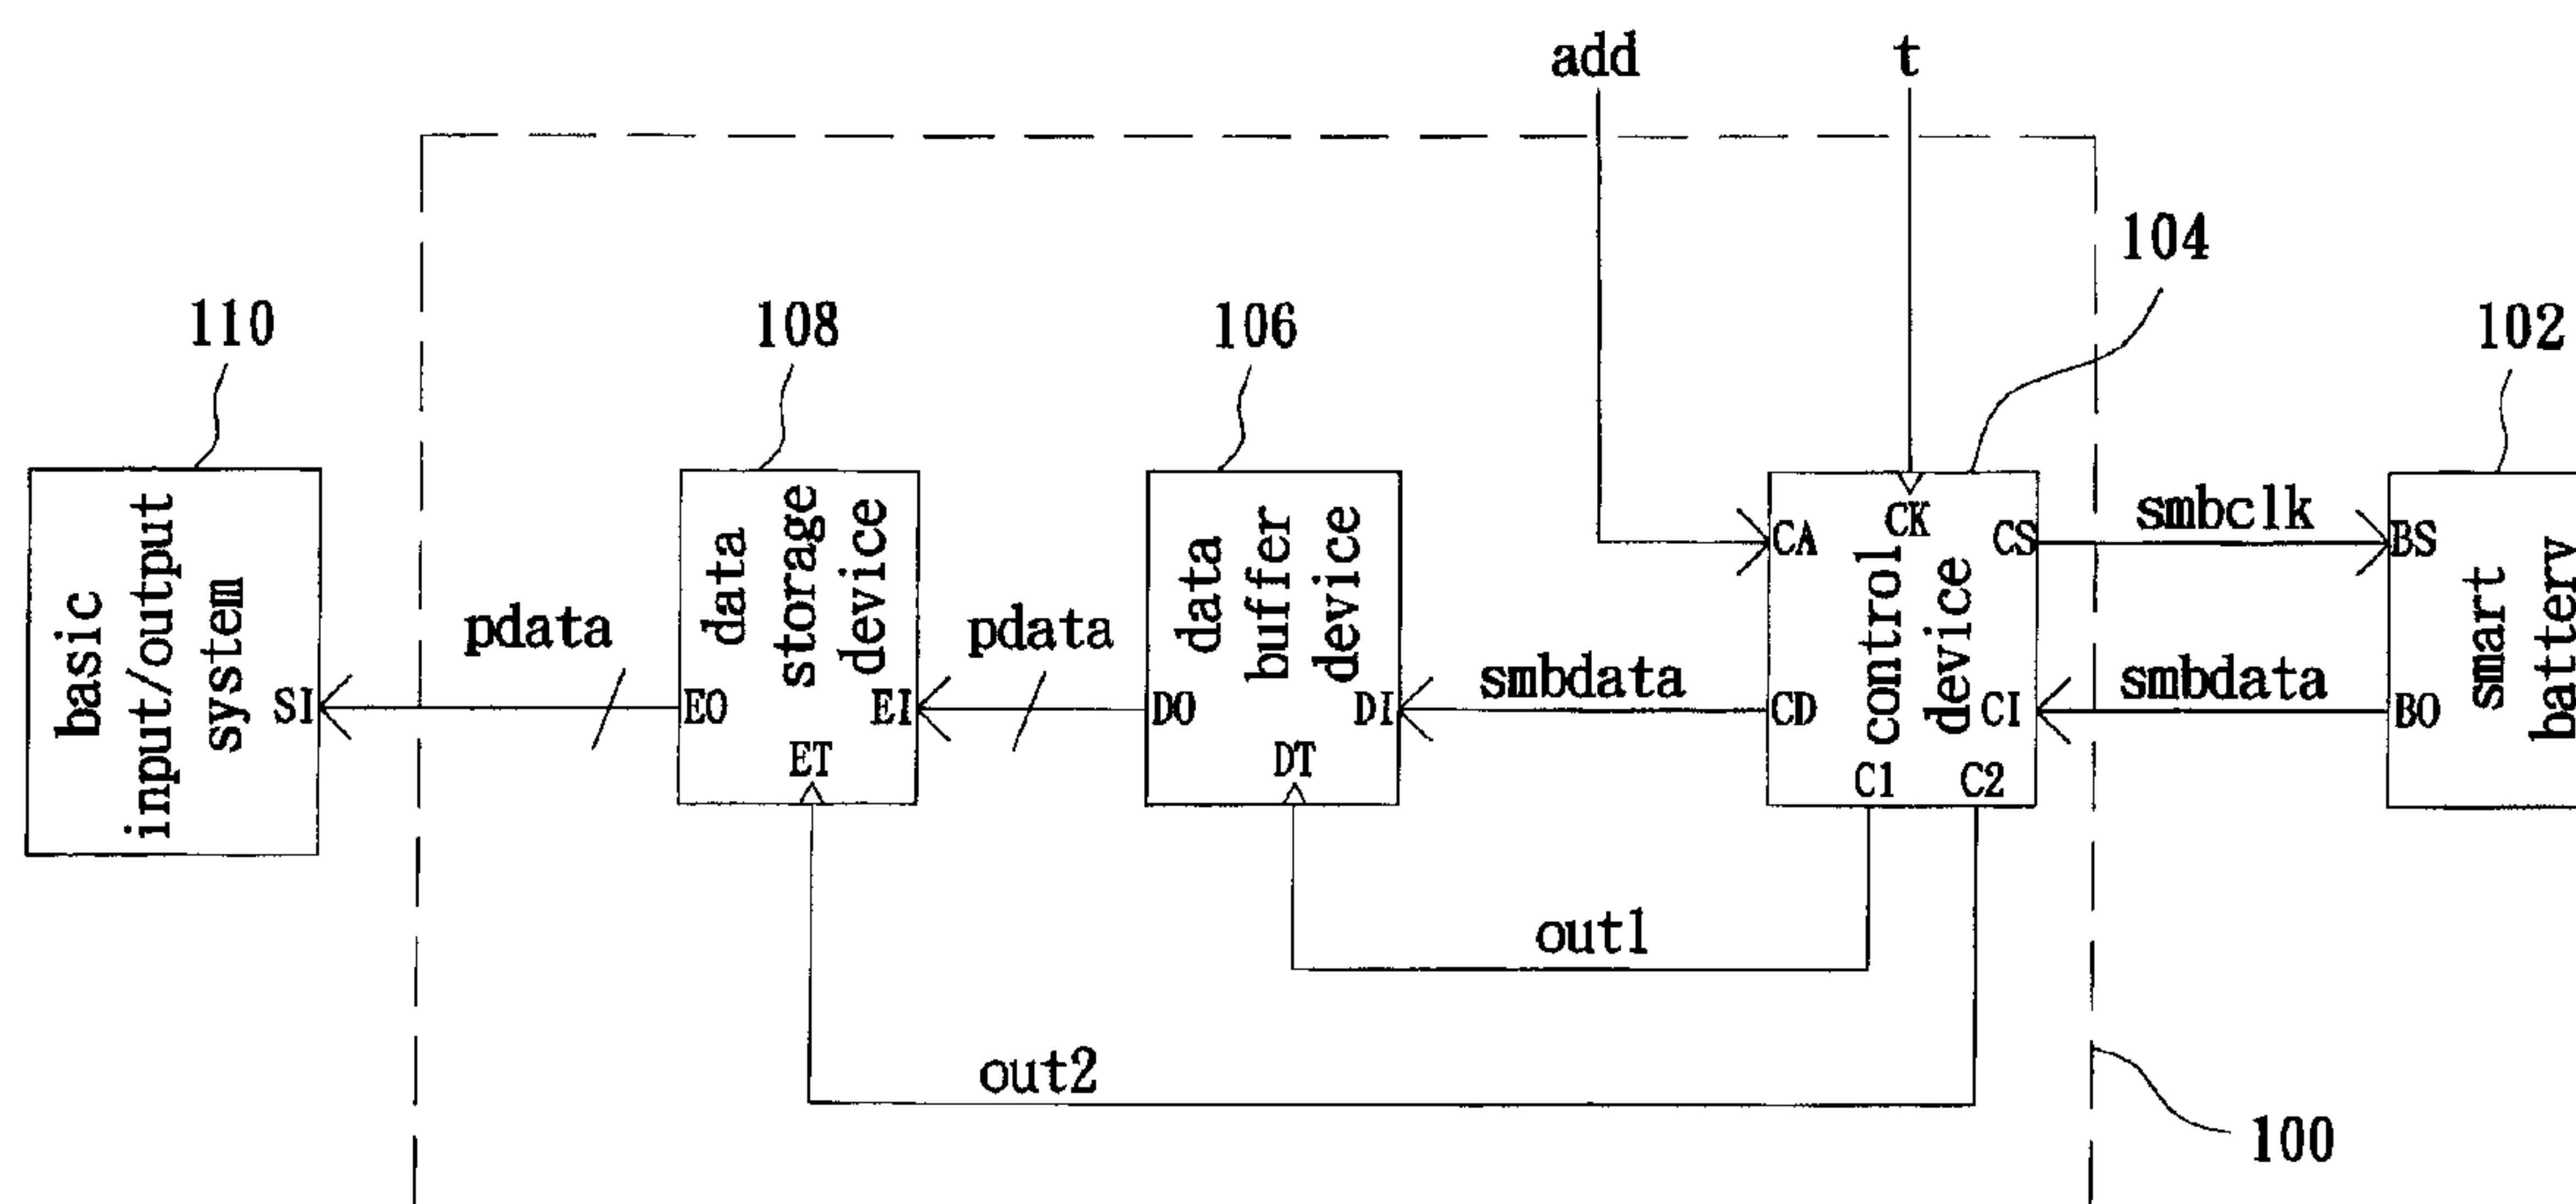 add
t
104
110
108
106
102
basic
input/output
system
SI
pdata
data
storage
device
EO
EI
ET
pdata
data
buffer
device
DO
DI
DT
smbdata
CA
CK
CS
control
device
CD
CI
C1
C2
smbclk
smbdata
BS
smart
battery
BO
out1
out2
100